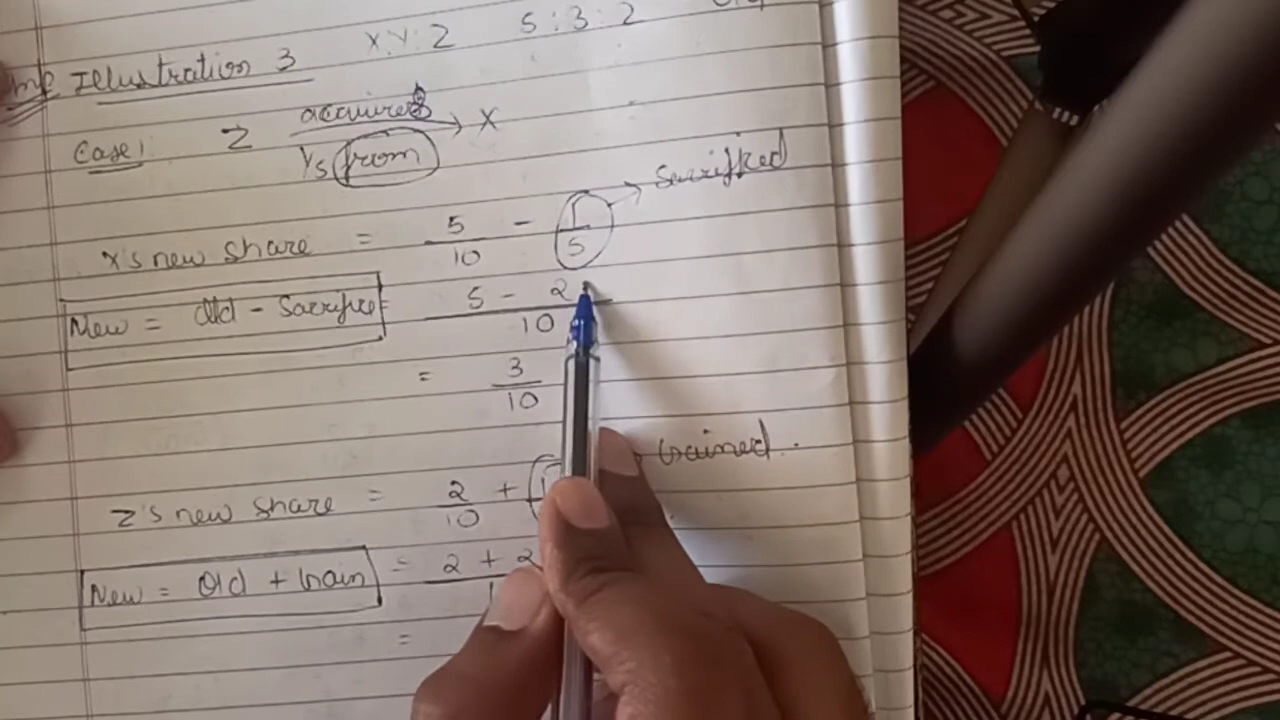 Illustration 3 X:Y:Z 5:3:2
Case 1: Z acquires → X
1/5 from
X's new share = 5/10 - 1/5 → Sacrified
New = Old - Sacrifice = 5 - 2 / 10
= 3/10
Z's new share = 2/10 + Gained.
New = Old + Gain = 2 + 2
=